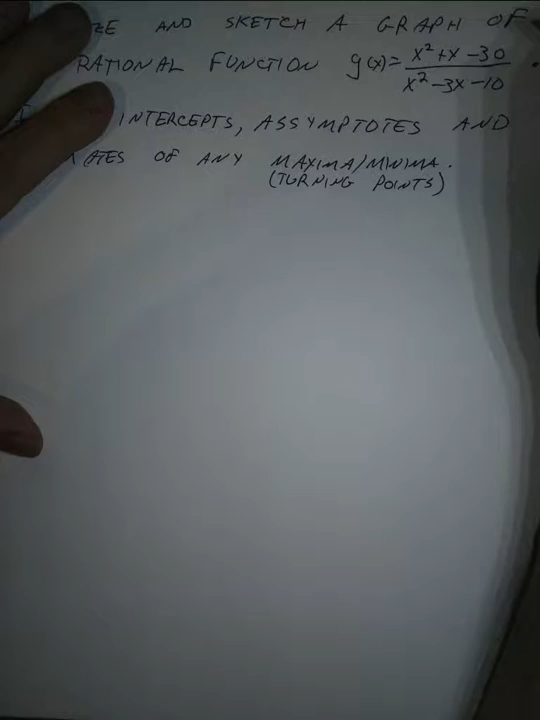 AND SKETCH A GRAPH OF
RATIONAL FUNCTION g(x) = x²+x-30 / x²-3x-10 .
INTERCEPTS, ASSYMPTOTES AND
OF ANY MAXIMA/MINIMA.
(TURNING POINTS)